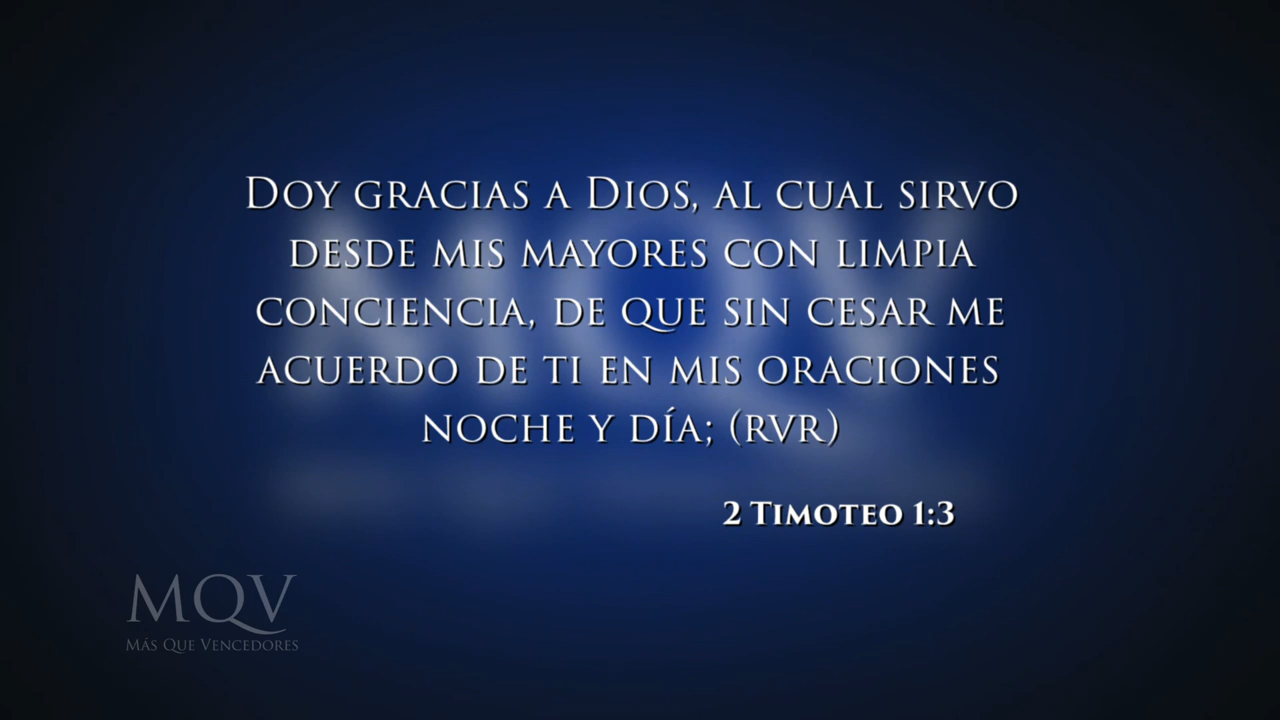 Doy gracias a Dios, al cual sirvo
desde mis mayores con limpia
conciencia, de que sin cesar me
acuerdo de ti en mis oraciones
noche y día; (rvr)
2 Timoteo 1:3
MQV
Más Que Vencedores